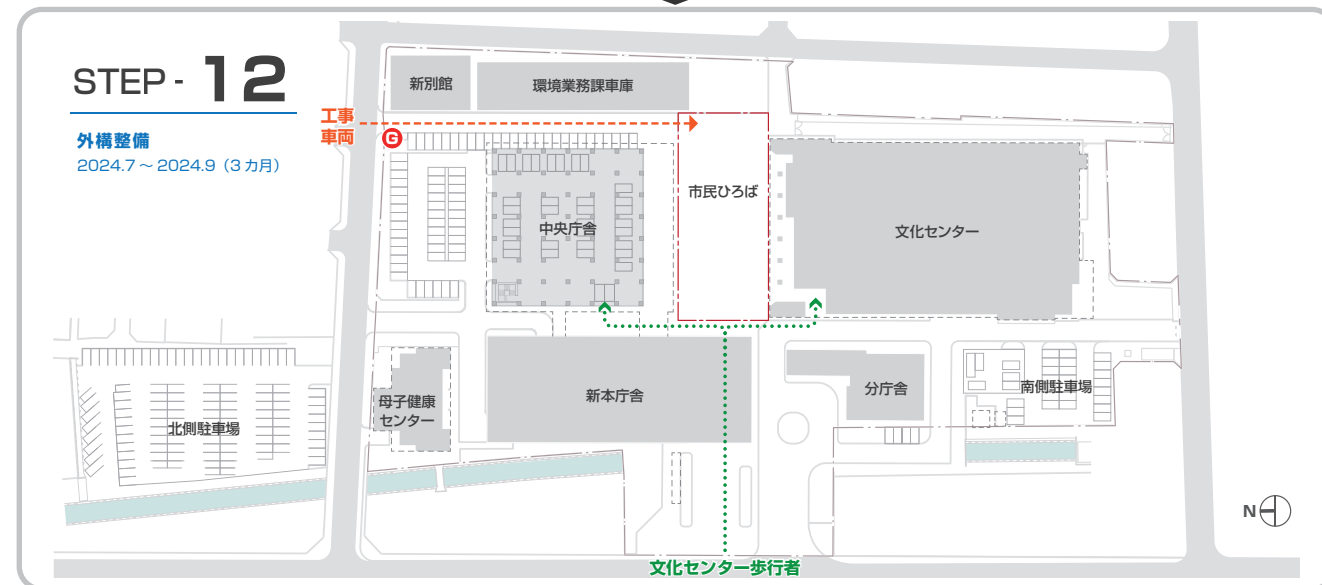 STEP - 12
外構整備
2024.7～2024.9（3カ月）
新別館
環境業務課車庫
工事
車両
G
市民ひろば
中央庁舎
文化センター
母子健康
センター
新本庁舎
分庁舎
南側駐車場
北側駐車場
N
文化センター歩行者